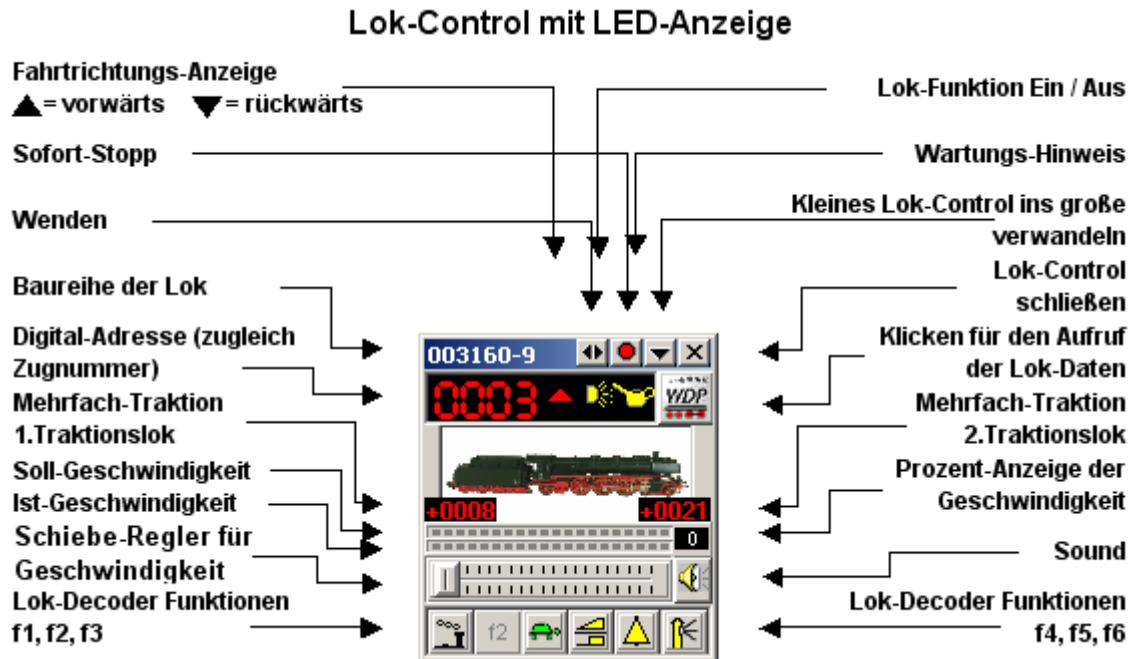 Lok-Control mit LED-Anzeige
Fahrtrichtungs-Anzeige
▲= vorwärts ▼= rückwärts
Sofort-Stopp
Wenden
Baureihe der Lok
Digital-Adresse (zugleich
Zugnummer)
Mehrfach-Traktion
1.Traktionslok
Soll-Geschwindigkeit
Ist-Geschwindigkeit
Schiebe-Regler für
Geschwindigkeit
Lok-Decoder Funktionen
f1, f2, f3
003160-9
0003
WDP
+0008 +0021
0
f2
Lok-Funktion Ein / Aus
Wartungs-Hinweis
Kleines Lok-Control ins große
verwandeln
Lok-Control
schließen
Klicken für den Aufruf
der Lok-Daten
Mehrfach-Traktion
2.Traktionslok
Prozent-Anzeige der
Geschwindigkeit
Sound
Lok-Decoder Funktionen
f4, f5, f6